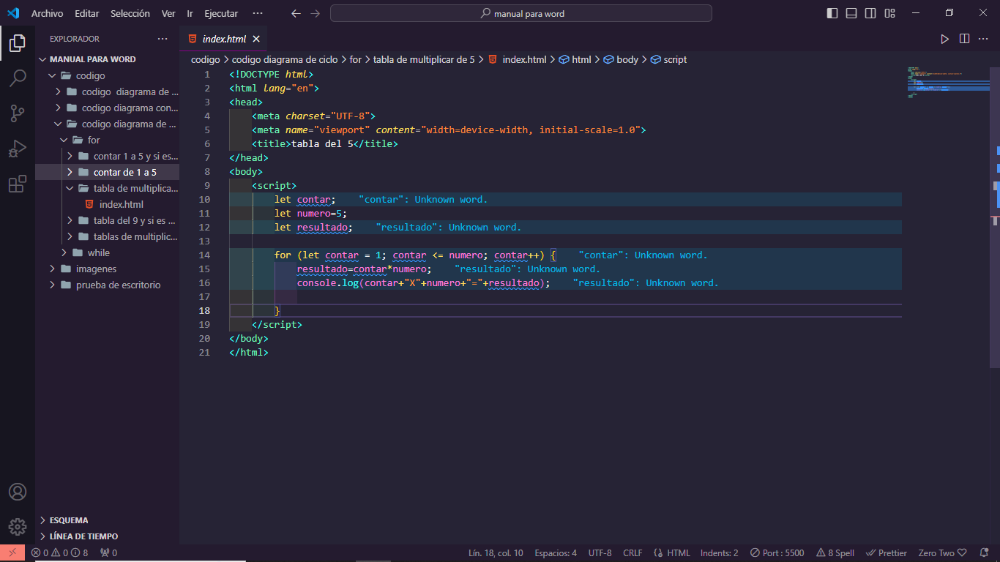 Archivo Editar Selección Ver Ir Ejecutar ···
manual para word
EXPLORADOR ···
MANUAL PARA WORD
codigo
codigo diagrama de ...
codigo diagrama con...
codigo diagrama de ...
for
contar 1 a 5 y si es...
contar de 1 a 5
tabla de multiplica...
index.html
tabla del 9 y si es ...
tablas de multiplic...
while
imagenes
prueba de escritorio
ESQUEMA
LÍNEA DE TIEMPO
index.html
codigo > codigo diagrama de ciclo > for > tabla de multiplicar de 5 > index.html > html > body > script
1 <!DOCTYPE html>
2 <html lang="en">
3 <head>
4 <meta charset="UTF-8">
5 <meta name="viewport" content="width=device-width, initial-scale=1.0">
6 <title>tabla del 5</title>
7 </head>
8 <body>
9 <script>
10 let contar; "contar": Unknown word.
11 let numero=5;
12 let resultado; "resultado": Unknown word.
13
14 for (let contar = 1; contar <= numero; contar++) { "contar": Unknown word.
15 resultado=contar*numero; "resultado": Unknown word.
16 console.log(contar+"X"+numero+"="+resultado); "resultado": Unknown word.
17
18 }
19 </script>
20 </body>
21 </html>
0 0 8 0 Lín. 18, col. 10 Espacios: 4 UTF-8 CRLF HTML Indents: 2 Port : 5500 8 Spell Prettier Zero Two